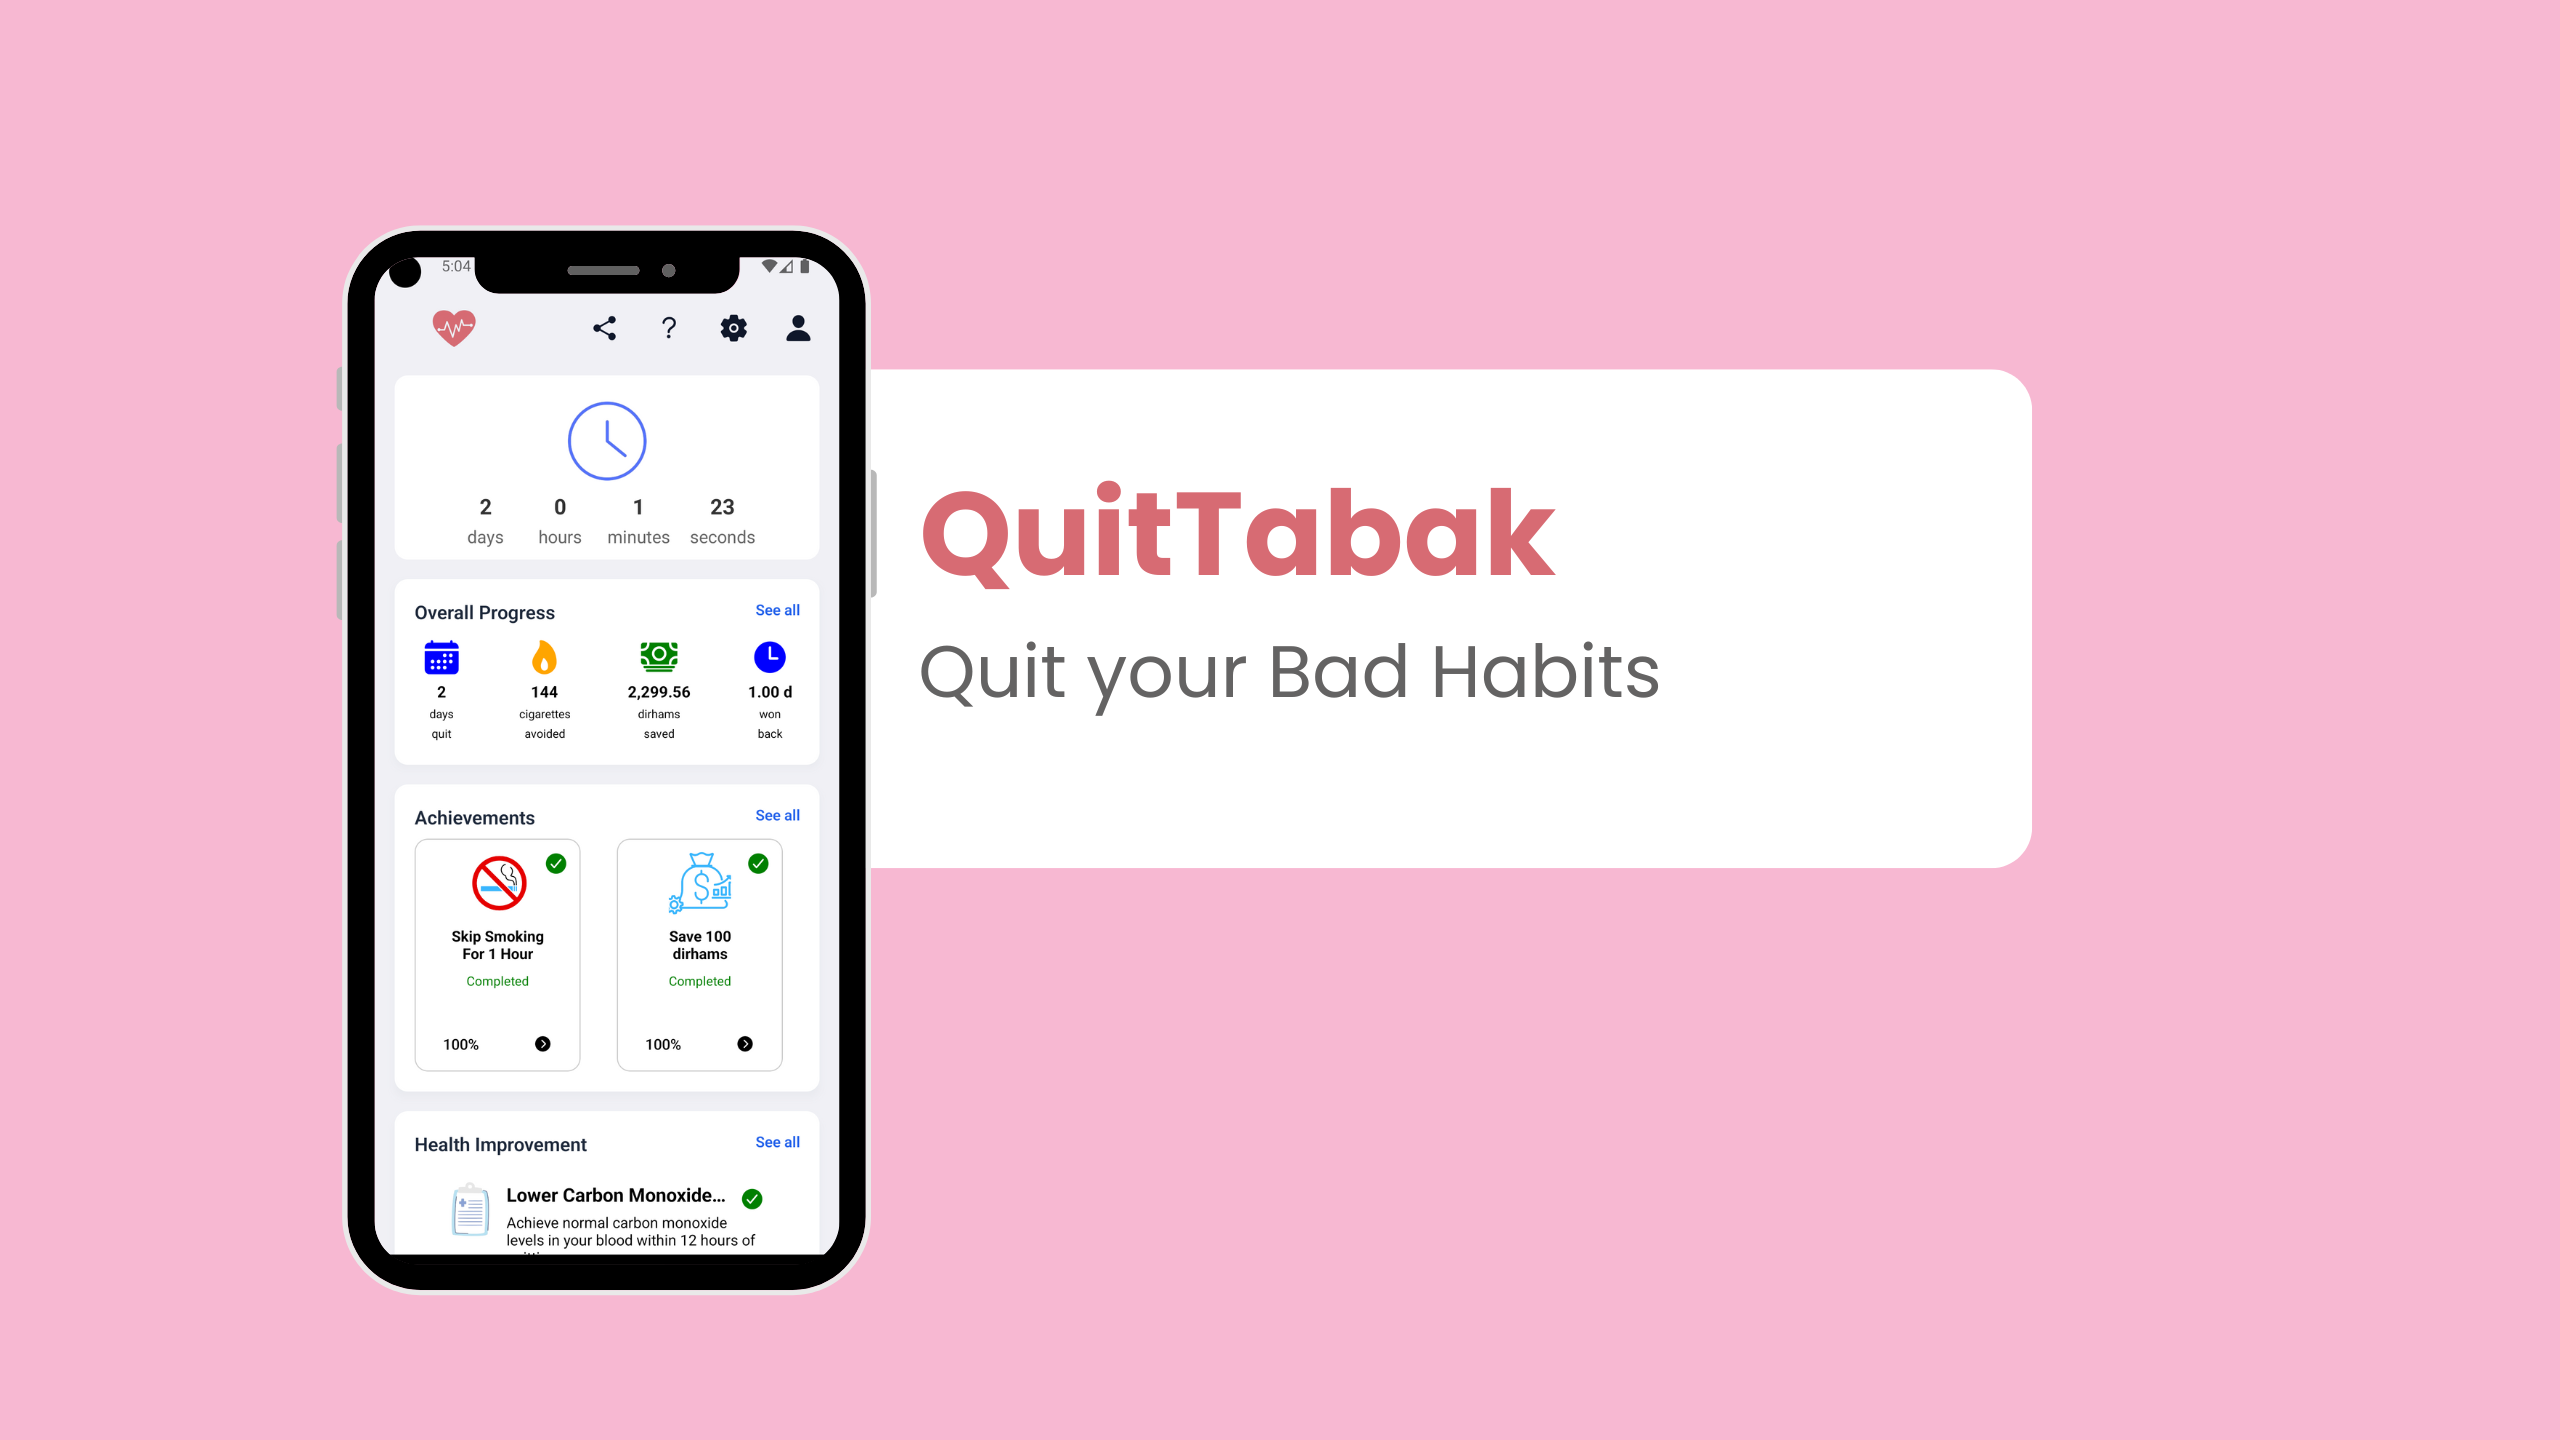 5:04
2 0 1 23
days hours minutes seconds
Overall Progress See all
2 144 2,299.56 1.00 d
days cigarettes dirhams won
quit avoided saved back
Achievements See all
Skip Smoking
For 1 Hour
Completed
100%
Save 100
dirhams
Completed
100%
Health Improvement See all
Lower Carbon Monoxide...
Achieve normal carbon monoxide
levels in your blood within 12 hours of
QuitTabak
Quit your Bad Habits